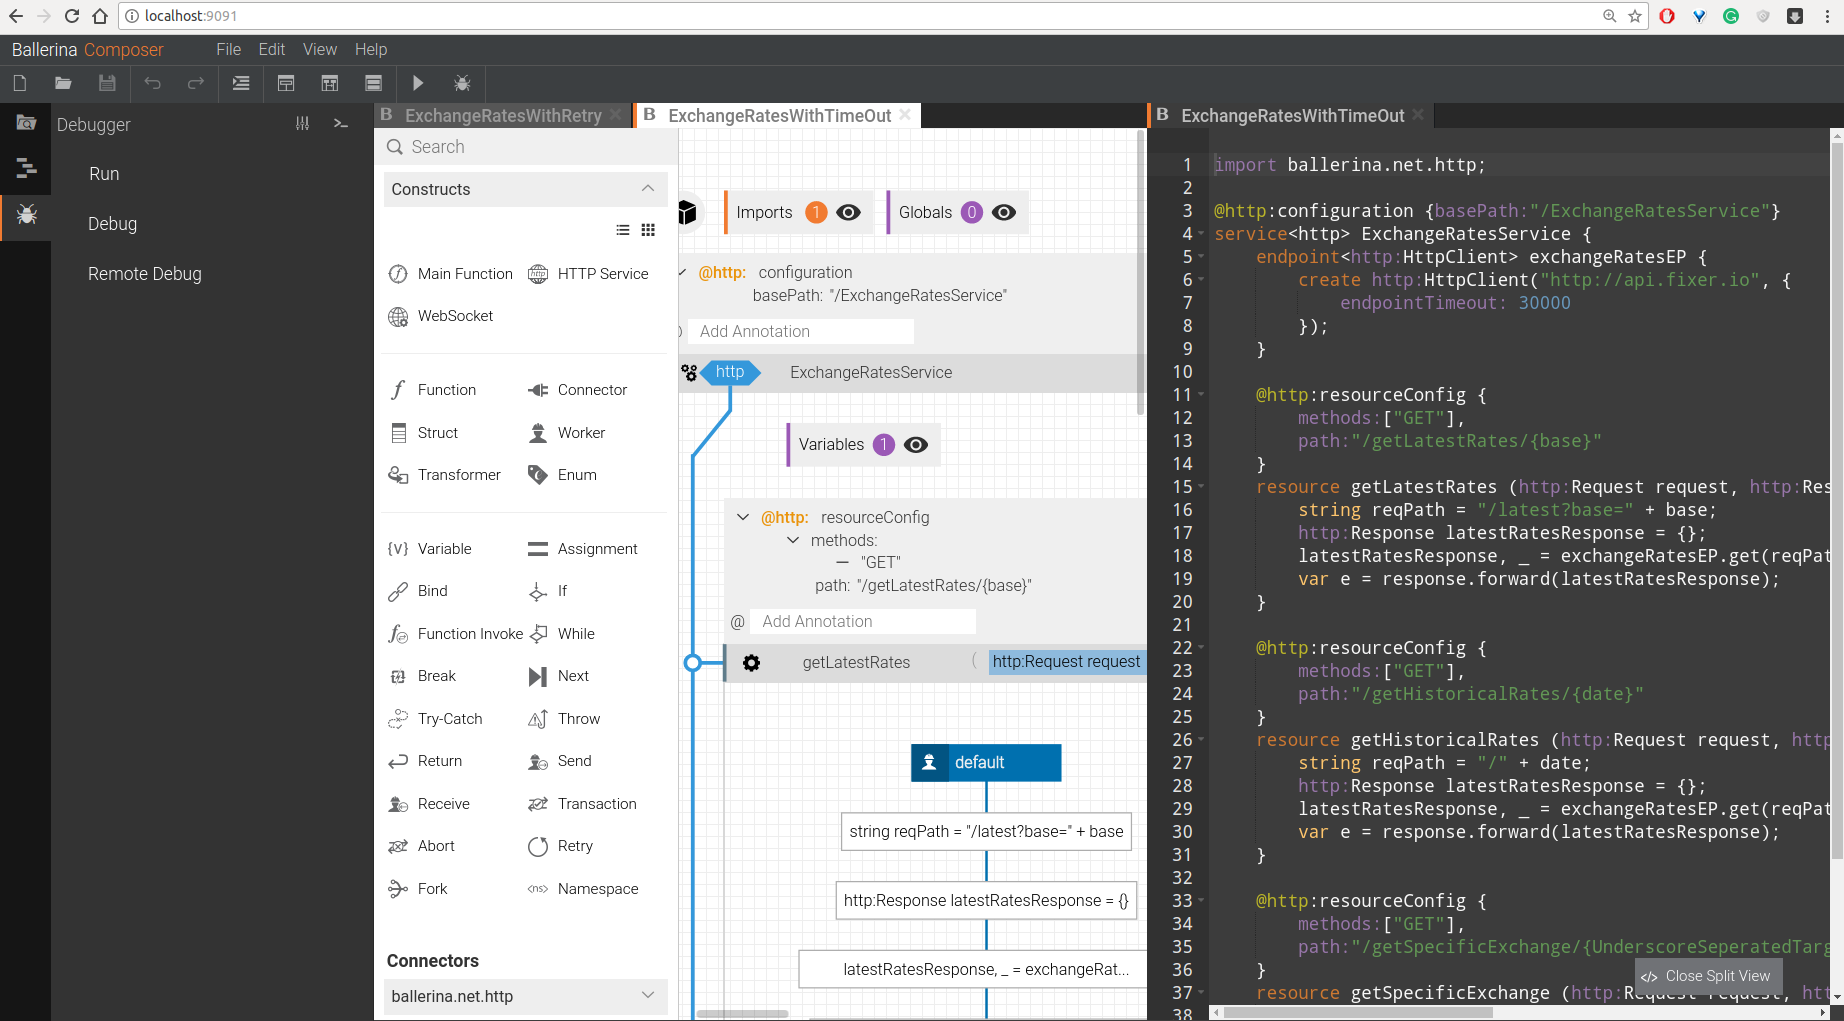 localhost:9091
Ballerina Composer File Edit View Help
Debugger
Run
Debug
Remote Debug
ExchangeRatesWithRetry
ExchangeRatesWithTimeOut
Search
Constructs
Main Function
HTTP Service
WebSocket
Function
Connector
Struct
Worker
Transformer
Enum
Variable
Assignment
Bind
If
Function Invoke
While
Break
Next
Try-Catch
Throw
Return
Send
Receive
Transaction
Abort
Retry
Fork
Namespace
Connectors
ballerina.net.http
Imports 1
Globals 0
@http: configuration
basePath: "/ExchangeRatesService"
Add Annotation
http ExchangeRatesService
Variables 1
@http: resourceConfig
methods:
"GET"
path: "/getLatestRates/{base}"
@ Add Annotation
getLatestRates ( http:Request request
default
string reqPath = "/latest?base=" + base
http:Response latestRatesResponse = {}
latestRatesResponse, _ = exchangeRat...
ExchangeRatesWithTimeOut
1 import ballerina.net.http;
2
3 @http:configuration {basePath:"/ExchangeRatesService"}
4 service<http> ExchangeRatesService {
5 endpoint<http:HttpClient> exchangeRatesEP {
6 create http:HttpClient("http://api.fixer.io", {
7 endpointTimeout: 30000
8 });
9 }
10
11 @http:resourceConfig {
12 methods:["GET"],
13 path:"/getLatestRates/{base}"
14 }
15 resource getLatestRates (http:Request request, http:Res
16 string reqPath = "/latest?base=" + base;
17 http:Response latestRatesResponse = {};
18 latestRatesResponse, _ = exchangeRatesEP.get(reqPat
19 var e = response.forward(latestRatesResponse);
20 }
21
22 @http:resourceConfig {
23 methods:["GET"],
24 path:"/getHistoricalRates/{date}"
25 }
26 resource getHistoricalRates (http:Request request, http
27 string reqPath = "/" + date;
28 http:Response latestRatesResponse = {};
29 latestRatesResponse, _ = exchangeRatesEP.get(reqPat
30 var e = response.forward(latestRatesResponse);
31 }
32
33 @http:resourceConfig {
34 methods:["GET"],
35 path:"/getSpecificExchange/{UnderscoreSeperatedTarg
36 }
37 resource getSpecificExchange (http:Request request, htt
38
Close Split View